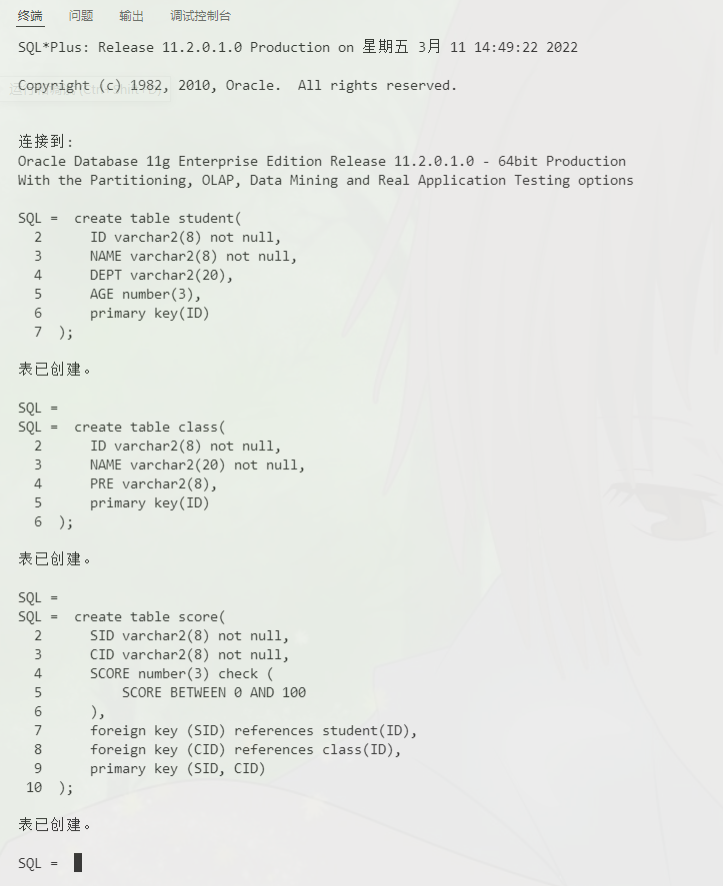 终端 问题 输出 调试控制台
SQL*Plus: Release 11.2.0.1.0 Production on 星期五 3月 11 14:49:22 2022
Copyright (c) 1982, 2010, Oracle.  All rights reserved.
连接到:
Oracle Database 11g Enterprise Edition Release 11.2.0.1.0 - 64bit Production
With the Partitioning, OLAP, Data Mining and Real Application Testing options
SQL =  create table student(
  2      ID varchar2(8) not null,
  3      NAME varchar2(8) not null,
  4      DEPT varchar2(20),
  5      AGE number(3),
  6      primary key(ID)
  7  );
表已创建。
SQL =
SQL =  create table class(
  2      ID varchar2(8) not null,
  3      NAME varchar2(20) not null,
  4      PRE varchar2(8),
  5      primary key(ID)
  6  );
表已创建。
SQL =
SQL =  create table score(
  2      SID varchar2(8) not null,
  3      CID varchar2(8) not null,
  4      SCORE number(3) check (
  5          SCORE BETWEEN 0 AND 100
  6      ),
  7      foreign key (SID) references student(ID),
  8      foreign key (CID) references class(ID),
  9      primary key (SID, CID)
 10  );
表已创建。
SQL =